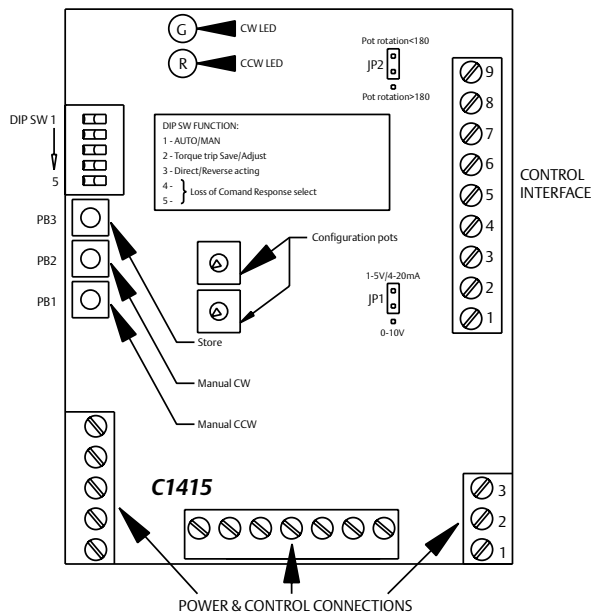 G
CW LED
R
CCW LED
Pot rotation<180
JP2
Pot rotation>180
DIP SW 1
5
DIP SW FUNCTION:
1 - AUTO/MAN
2 - Torque trip Save/Adjust
3 - Direct/Reverse acting
4 -
5 -
Loss of Comand Response select
9
8
7
6
5
4
3
2
1
CONTROL
INTERFACE
PB3
PB2
PB1
Configuration pots
1-5V/4-20mA
JP1
0-10V
Store
Manual CW
Manual CCW
C1415
3
2
1
POWER & CONTROL CONNECTIONS